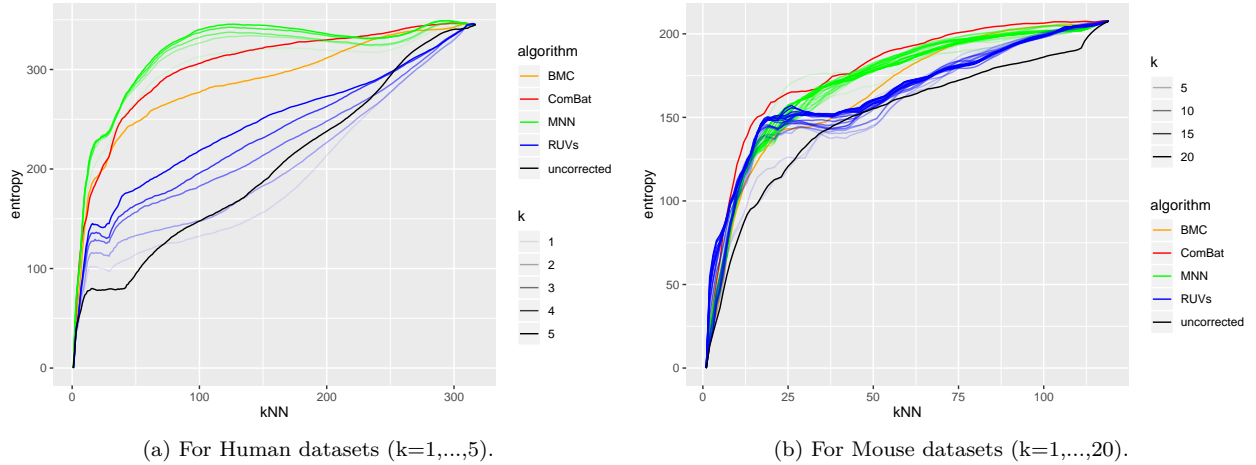 entropy
300
200
100
0
0
100
200
300
kNN
algorithm
BMC
ComBat
MNN
RUVs
uncorrected
k
1
2
3
4
5
(a) For Human datasets (k=1,...,5).
entropy
200
150
100
50
0
0
25
50
75
100
kNN
k
5
10
15
20
algorithm
BMC
ComBat
MNN
RUVs
uncorrected
(b) For Mouse datasets (k=1,...,20).